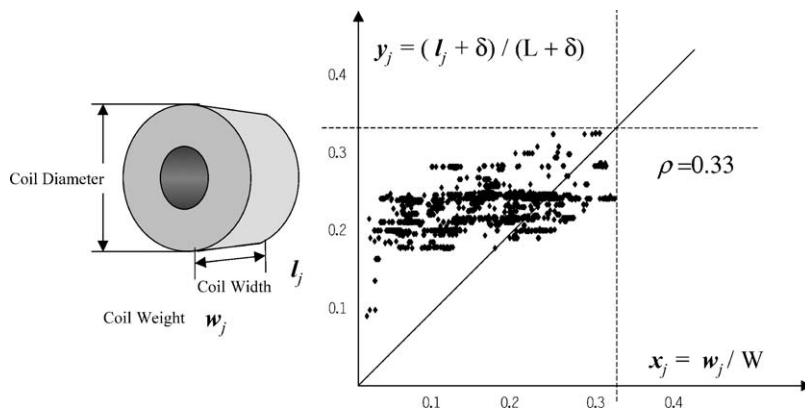 Coil Diameter
Coil Width
l_j
Coil Weight w_j
y_j = ( l_j + δ) / (L + δ)
0.4
0.3
0.2
0.1
ρ=0.33
x_j = w_j / W
0.1 0.2 0.3 0.4